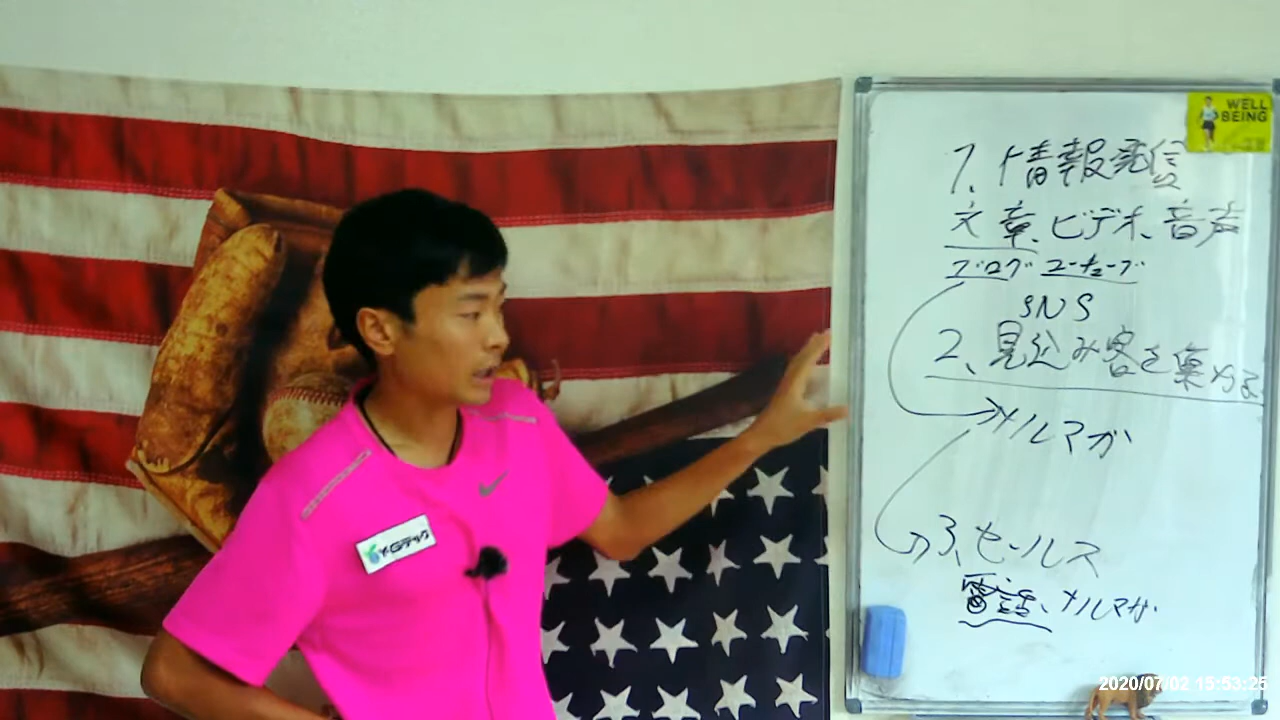 WELL
BEING
1、情報発信
文章、ビデオ、音声
ブログ ユーチューブ
SNS
2、見込み客を集める
メルマガ
3、セールス
電話、メルマガ
2020/07/02 15:53:25